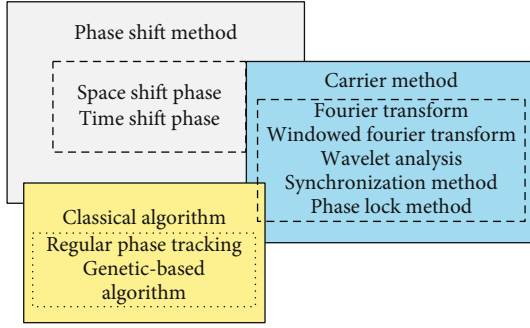 Phase shift method
Space shift phase
Time shift phase
Carrier method
Fourier transform
Windowed fourier transform
Wavelet analysis
Synchronization method
Phase lock method
Classical algorithm
Regular phase tracking
Genetic-based
algorithm